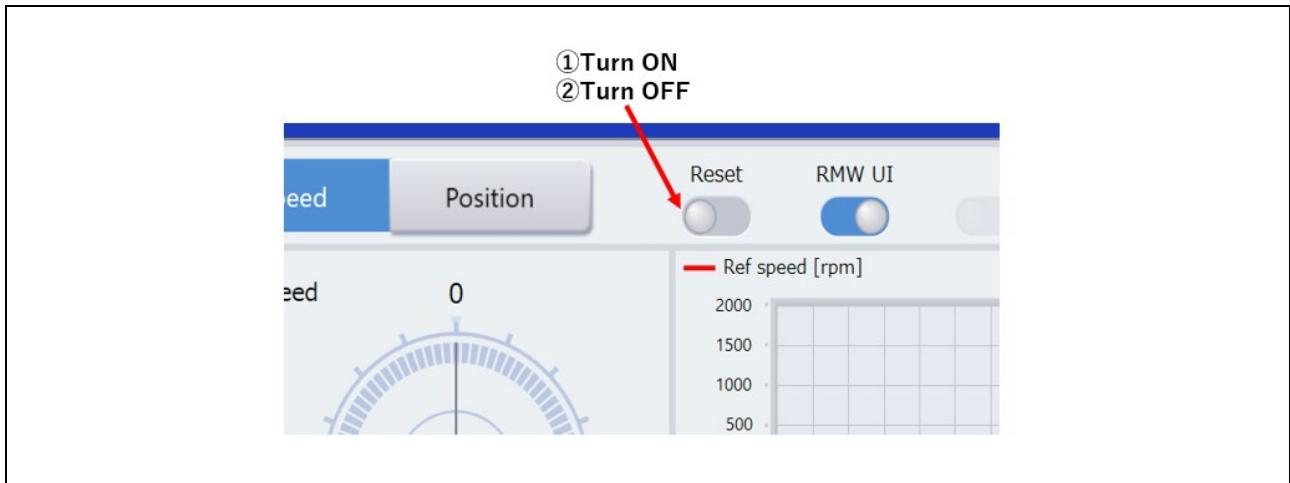 ①Turn ON
②Turn OFF
eed
Position
Reset
RMW UI
eed
0
Ref speed [rpm]
2000
1500
1000
500